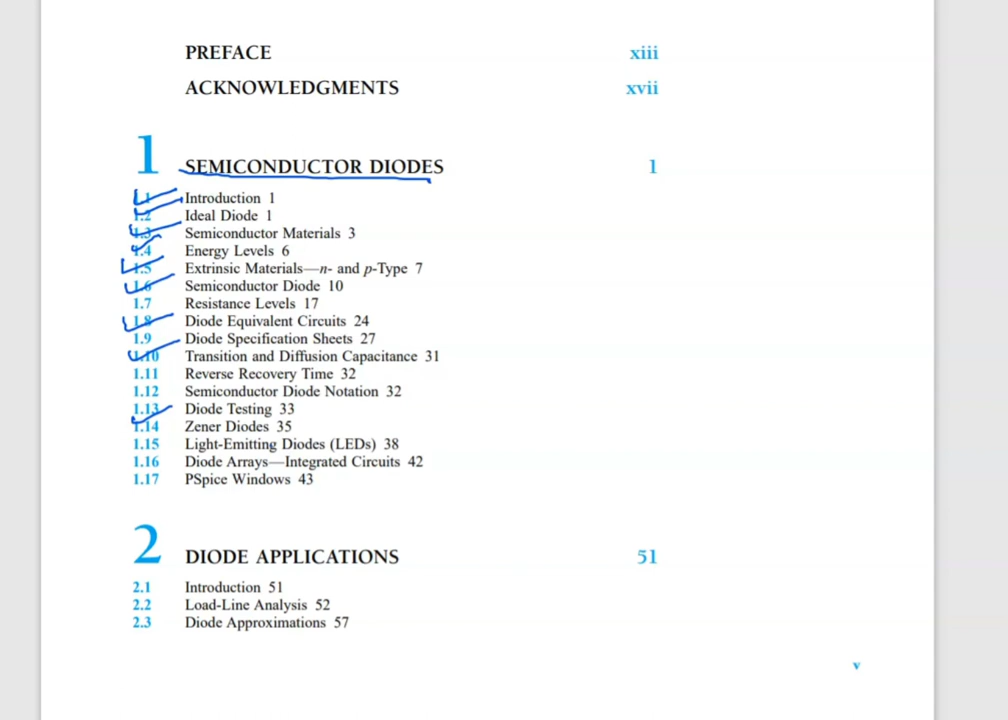 PREFACE xiii
ACKNOWLEDGMENTS xvii
1 SEMICONDUCTOR DIODES 1
1.1 Introduction 1
1.2 Ideal Diode 1
1.3 Semiconductor Materials 3
1.4 Energy Levels 6
1.5 Extrinsic Materials—n- and p-Type 7
1.6 Semiconductor Diode 10
1.7 Resistance Levels 17
1.8 Diode Equivalent Circuits 24
1.9 Diode Specification Sheets 27
1.10 Transition and Diffusion Capacitance 31
1.11 Reverse Recovery Time 32
1.12 Semiconductor Diode Notation 32
1.13 Diode Testing 33
1.14 Zener Diodes 35
1.15 Light-Emitting Diodes (LEDs) 38
1.16 Diode Arrays—Integrated Circuits 42
1.17 PSpice Windows 43
2 DIODE APPLICATIONS 51
2.1 Introduction 51
2.2 Load-Line Analysis 52
2.3 Diode Approximations 57
v